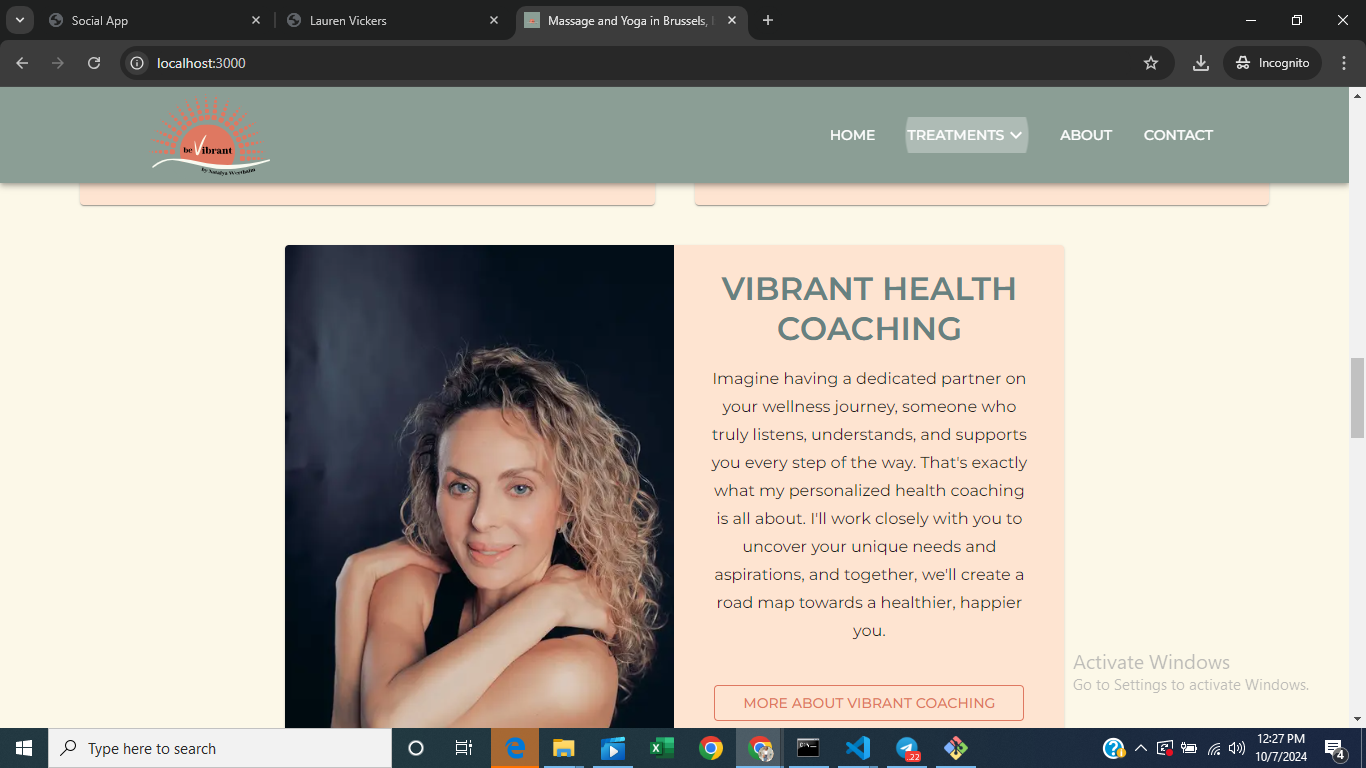 Social App
Lauren Vickers
Massage and Yoga in Brussels,
localhost:3000
Incognito
be Vibrant
by Natalya Wertheim
HOME
TREATMENTS
ABOUT
CONTACT
VIBRANT HEALTH
COACHING
Imagine having a dedicated partner on
your wellness journey, someone who
truly listens, understands, and supports
you every step of the way. That's exactly
what my personalized health coaching
is all about. I'll work closely with you to
uncover your unique needs and
aspirations, and together, we'll create a
road map towards a healthier, happier
you.
MORE ABOUT VIBRANT COACHING
Activate Windows
Go to Settings to activate Windows.
Type here to search
.22
12:27 PM
10/7/2024
4